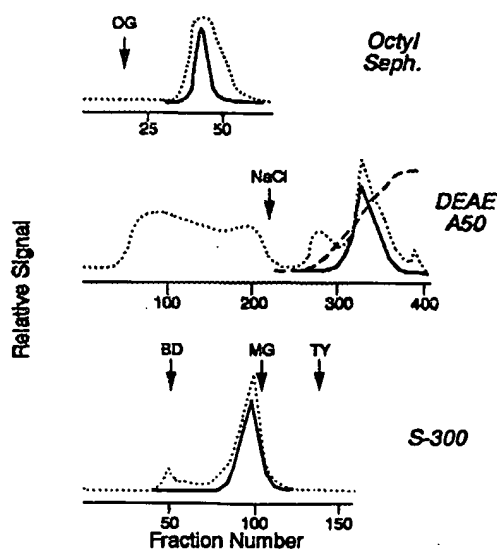 OG
Octyl
Seph.
25 50
NaCl
DEAE
A50
Relative Signal
100 200 300 400
BD MG TY
S-300
50 100 150
Fraction Number